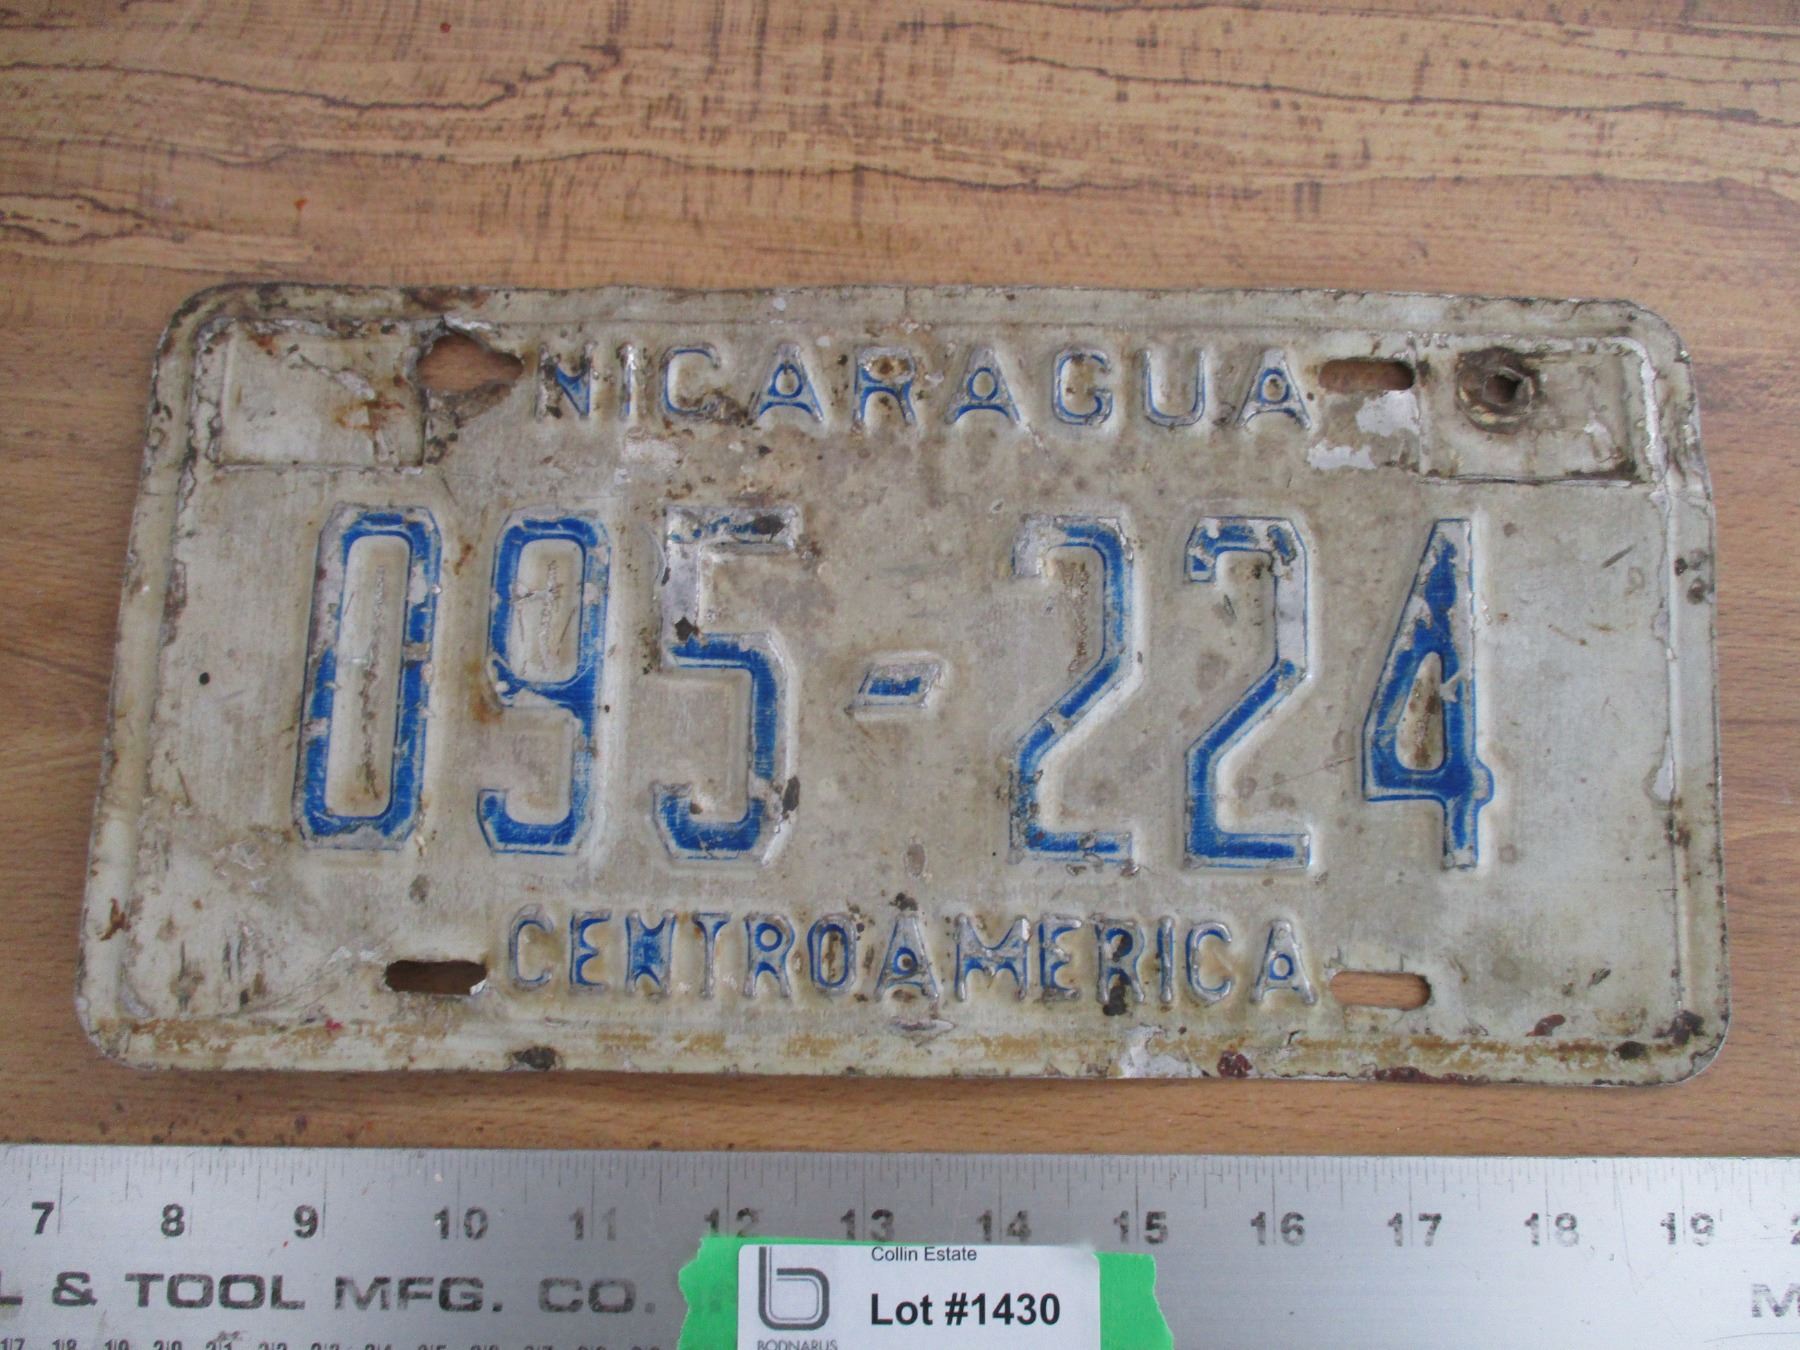 NICARAGUA
095-224
CENTROAMERICA
7 8 9 10 11 12 13 14 15 16 17 18 19
L & TOOL MFG. CO.
Collin Estate
Lot #1430
BODNARUS